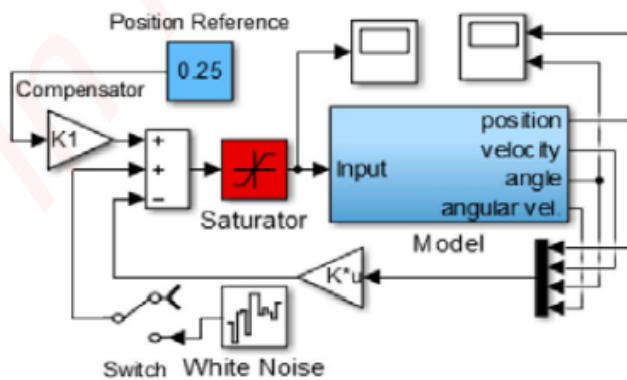 Position Reference
0.25
Compensator
K1
+
+
−
Saturator
Input
position
velocity
angle
angular vel.
Model
K*u
Switch
White Noise